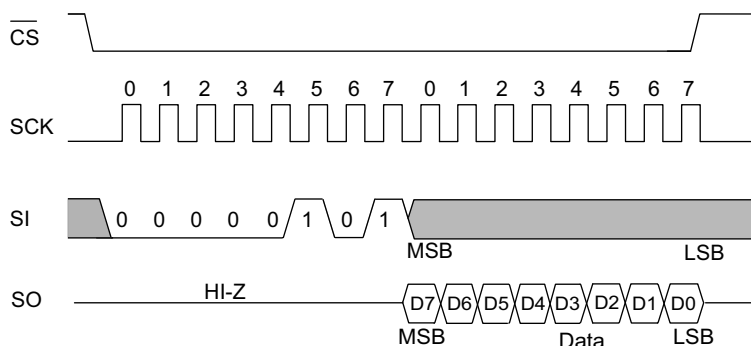 CS
0 1 2 3 4 5 6 7 0 1 2 3 4 5 6 7
SCK
SI 0 0 0 0 0 1 0 1
MSB LSB
HI-Z
SO D7 D6 D5 D4 D3 D2 D1 D0
MSB Data LSB